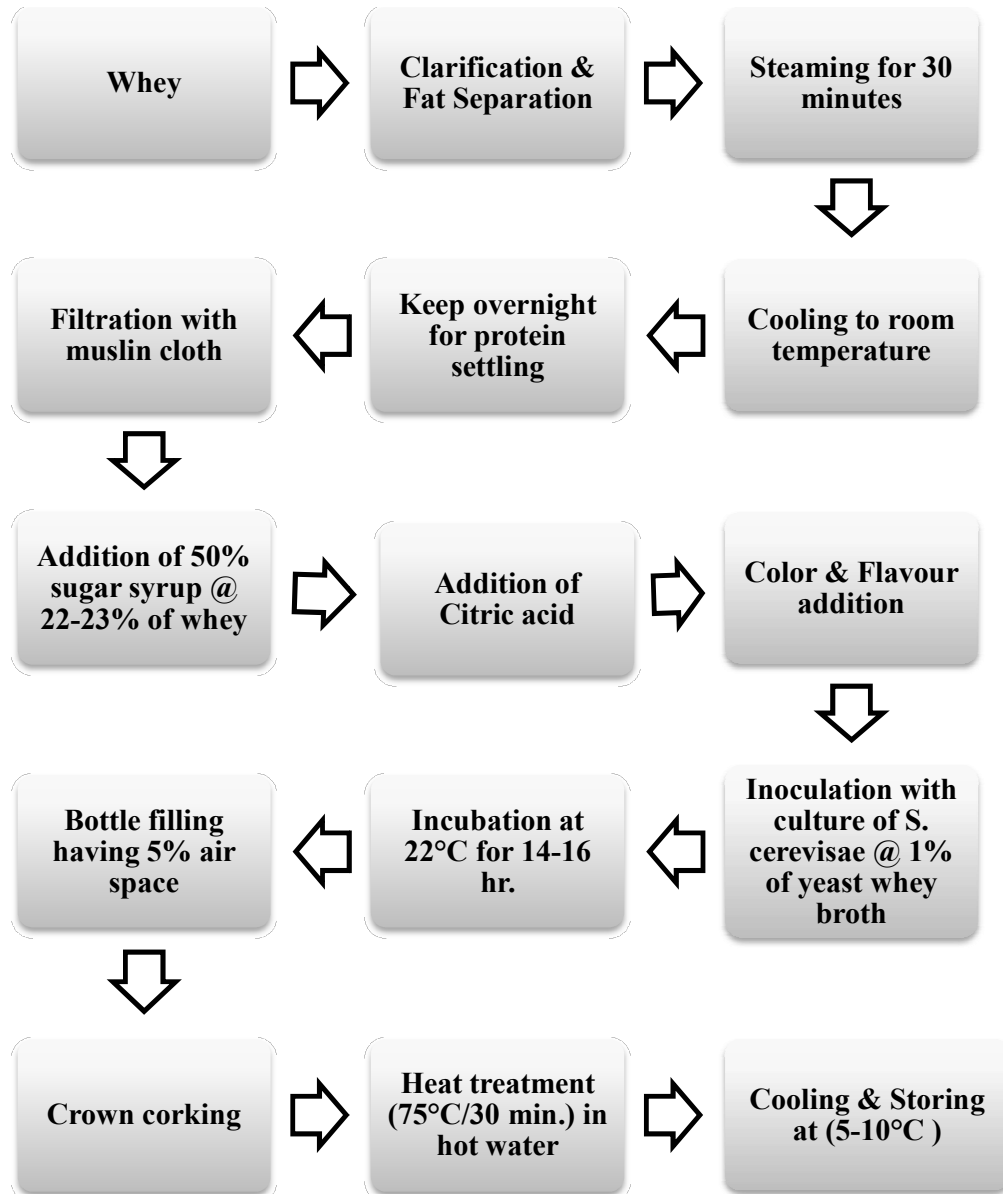 Whey
Clarification &
Fat Separation
Steaming for 30
minutes
Cooling to room
temperature
Keep overnight
for protein
settling
Filtration with
muslin cloth
Addition of 50%
sugar syrup @
22-23% of whey
Addition of
Citric acid
Color & Flavour
addition
Inoculation with
culture of S.
cerevisae @ 1%
of yeast whey
broth
Incubation at
22°C for 14-16
hr.
Bottle filling
having 5% air
space
Crown corking
Heat treatment
(75°C/30 min.) in
hot water
Cooling & Storing
at (5-10°C )